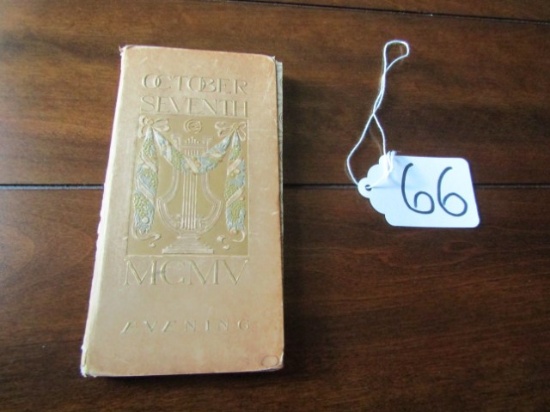 OCTOBER
SEVENTH
MCMV
EVENING
66